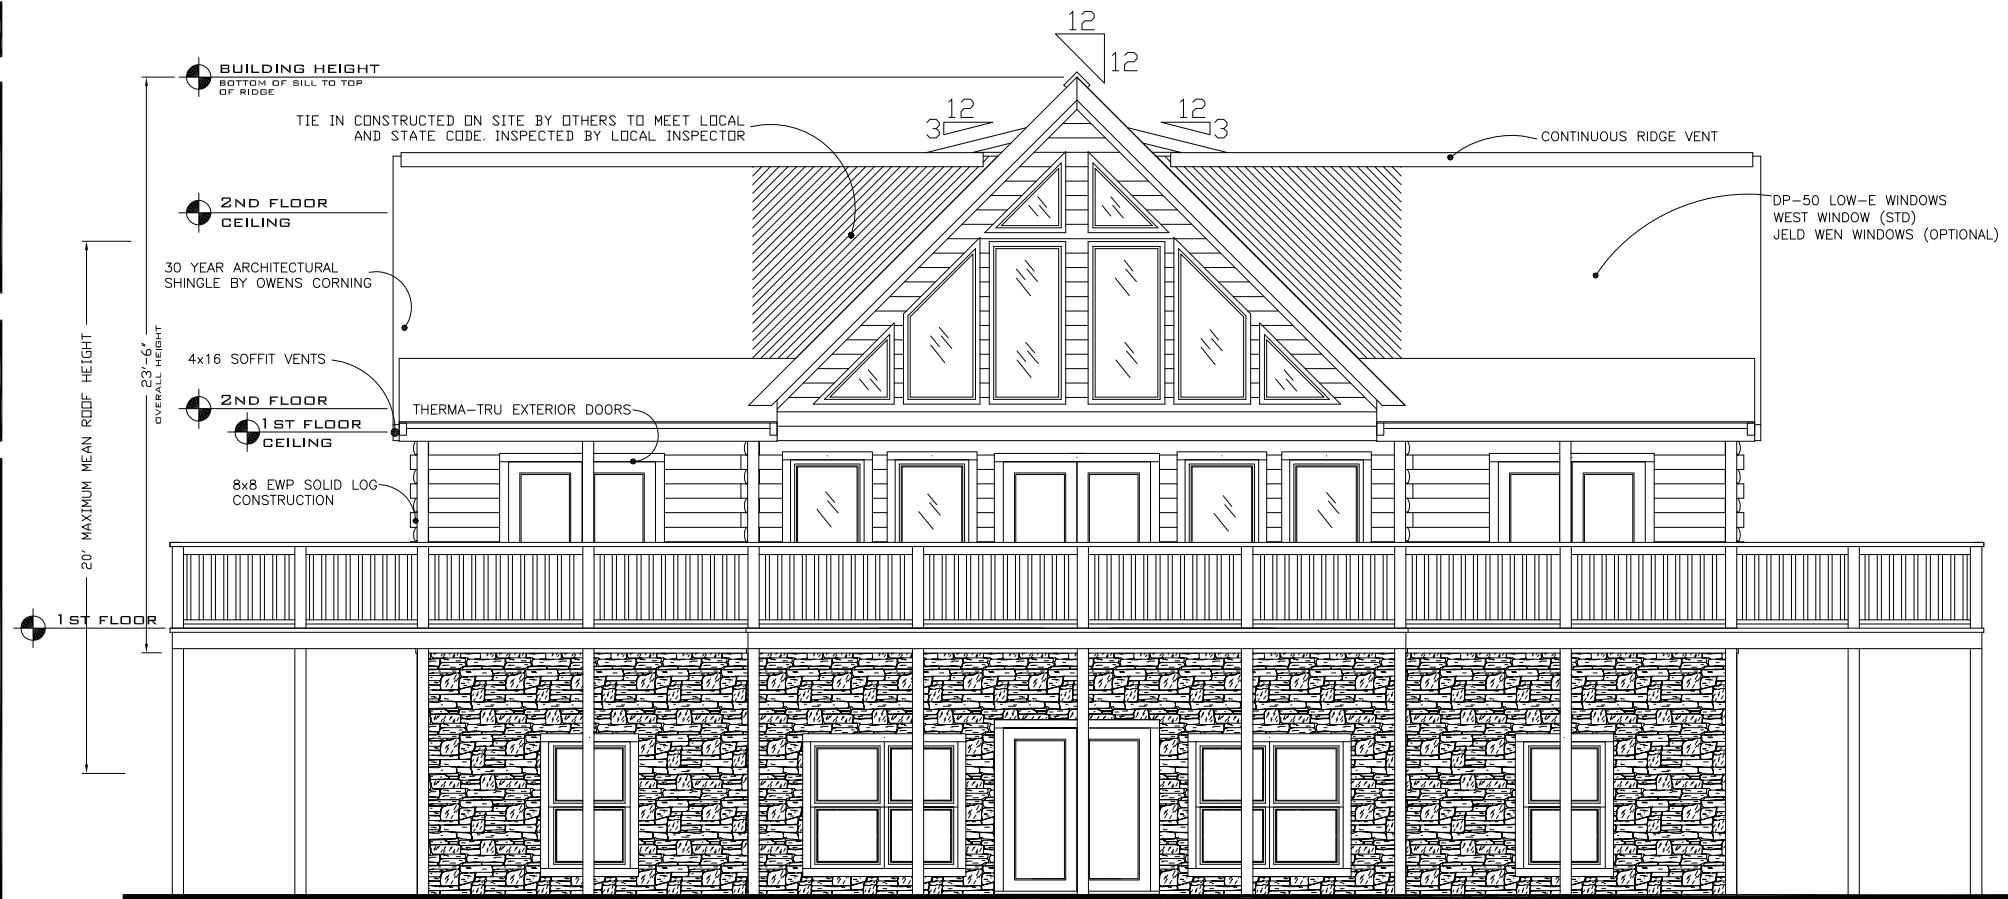 12
12
BUILDING HEIGHT
BOTTOM OF SILL TO TOP
OF RIDGE
12
3
12
3
TIE IN CONSTRUCTED ON SITE BY OTHERS TO MEET LOCAL
AND STATE CODE. INSPECTED BY LOCAL INSPECTOR
CONTINUOUS RIDGE VENT
2ND FLOOR
CEILING
DP-50 LOW-E WINDOWS
WEST WINDOW (STD)
JELD WEN WINDOWS (OPTIONAL)
30 YEAR ARCHITECTURAL
SHINGLE BY OWENS CORNING
23'-6"
OVERALL HEIGHT
20' MAXIMUM MEAN ROOF HEIGHT
4x16 SOFFIT VENTS
2ND FLOOR
1ST FLOOR
CEILING
THERMA-TRU EXTERIOR DOORS
8x8 EWP SOLID LOG
CONSTRUCTION
1ST FLOOR